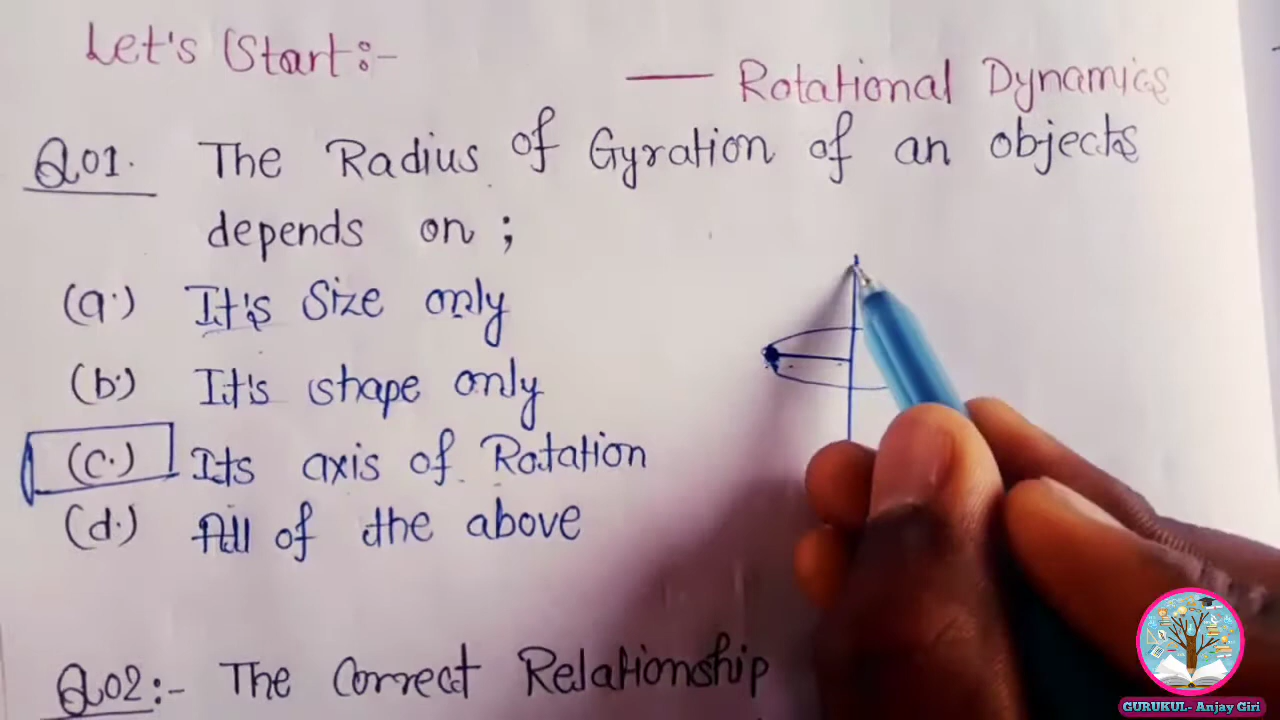 Let's Start:-
— Rotational Dynamics
Q01. The Radius of Gyration of an objects
depends on ;
(a.) It's Size only
(b.) It's shape only
(c.) Its axis of Rotation
(d.) All of the above
Q02:- The Correct Relationship
GURUKUL- Anjay Giri